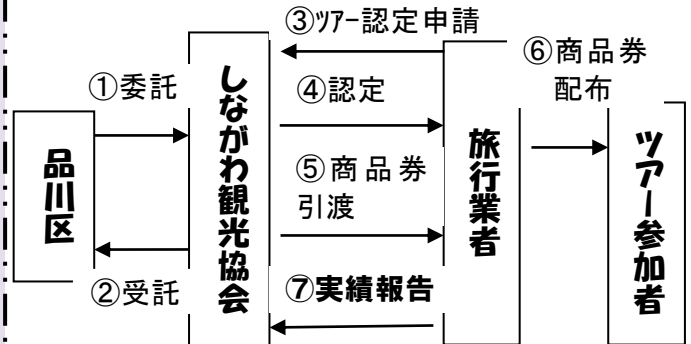 ③ﾂｱｰ認定申請
①委託
④認定
⑥商品券
配布
品川区
しながわ観光協会
旅行業者
ツアー参加者
⑤商品券
引渡
②受託
⑦実績報告